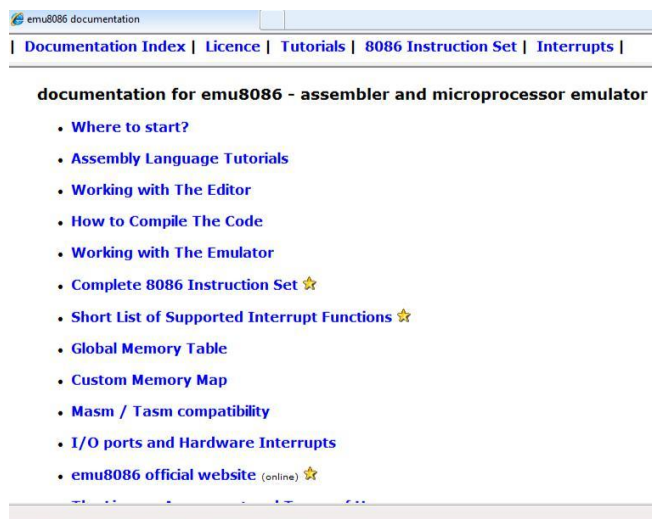 emu8086 documentation
| Documentation Index | Licence | Tutorials | 8086 Instruction Set | Interrupts |
documentation for emu8086 - assembler and microprocessor emulator
• Where to start?
• Assembly Language Tutorials
• Working with The Editor
• How to Compile The Code
• Working with The Emulator
• Complete 8086 Instruction Set
• Short List of Supported Interrupt Functions
• Global Memory Table
• Custom Memory Map
• Masm / Tasm compatibility
• I/O ports and Hardware Interrupts
• emu8086 official website (online)